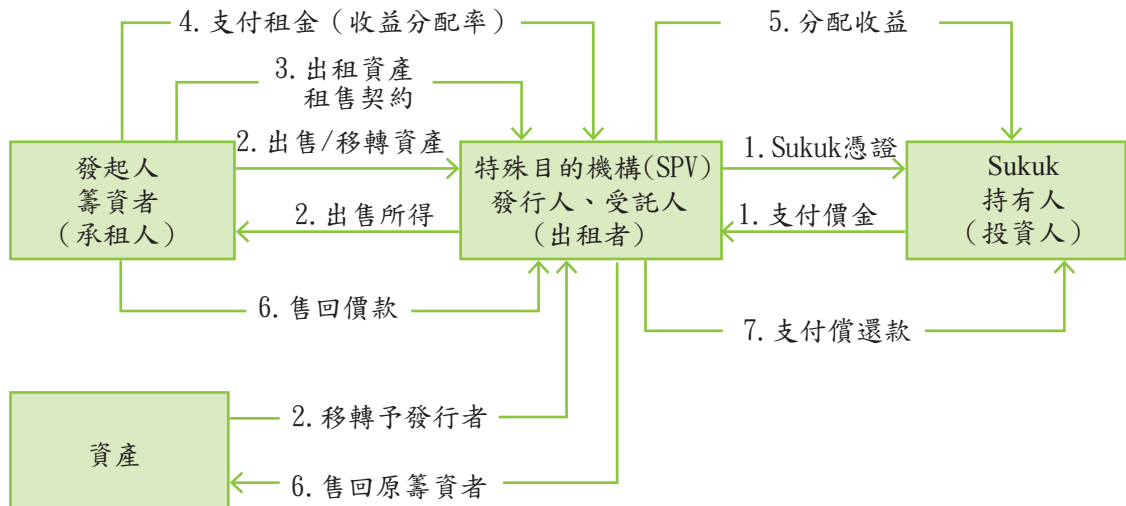 4.支付租金（收益分配率）
5.分配收益
3.出租資產
租售契約
2.出售/移轉資產
1.Sukuk憑證
發起人
籌資者
（承租人）
特殊目的機構(SPV)
發行人、受託人
(出租者)
Sukuk
持有人
（投資人）
2.出售所得
1.支付價金
6.售回價款
7.支付償還款
資產
2.移轉予發行者
6.售回原籌資者